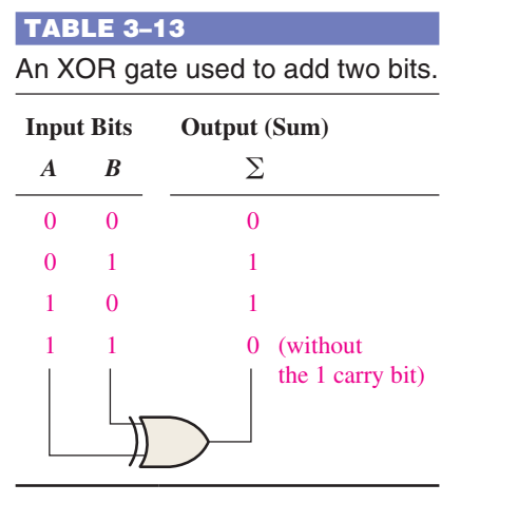 TABLE 3–13
An XOR gate used to add two bits.
Input Bits Output (Sum)
A B Σ
0 0 0
0 1 1
1 0 1
1 1 0 (without
the 1 carry bit)